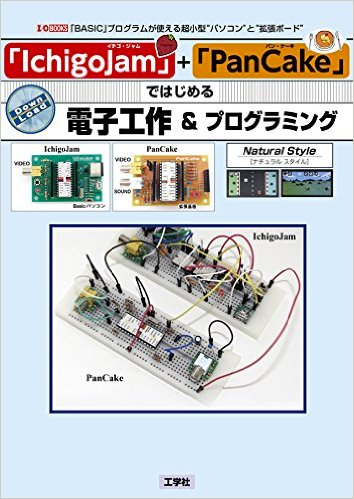 I/O BOOKS 「BASIC」プログラムが使える超小型"パソコン"と"拡張ボード"
イチゴ・ジャム パン・ケーキ
「IchigoJam」+「PanCake」
ではじめる
Down Load
電子工作 & プログラミング
IchigoJam PanCake
VIDEO VIDEO
SOUND
Basicパソコン 拡張基板
Natural Style
[ナチュラル スタイル]
IchigoJam
PanCake
工学社